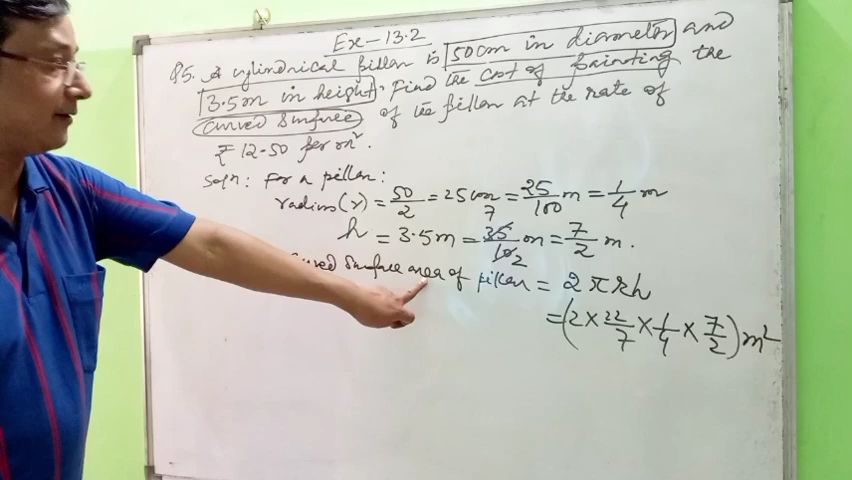 Ex-13.2
Q5. A cylindrical pillar is 50cm in diameter and
3.5m in height. Find the cost of painting the
curved surface of the pillar at the rate of
₹ 12.50 per m².
Soln: For a pillar:
radius(r) = 50/2 = 25cm = 25/100 m = 1/4 m
h = 3.5m = 35/10 m = 7/2 m.
surface area of pillar = 2πrh
= (2 × 22/7 × 1/4 × 7/2) m²